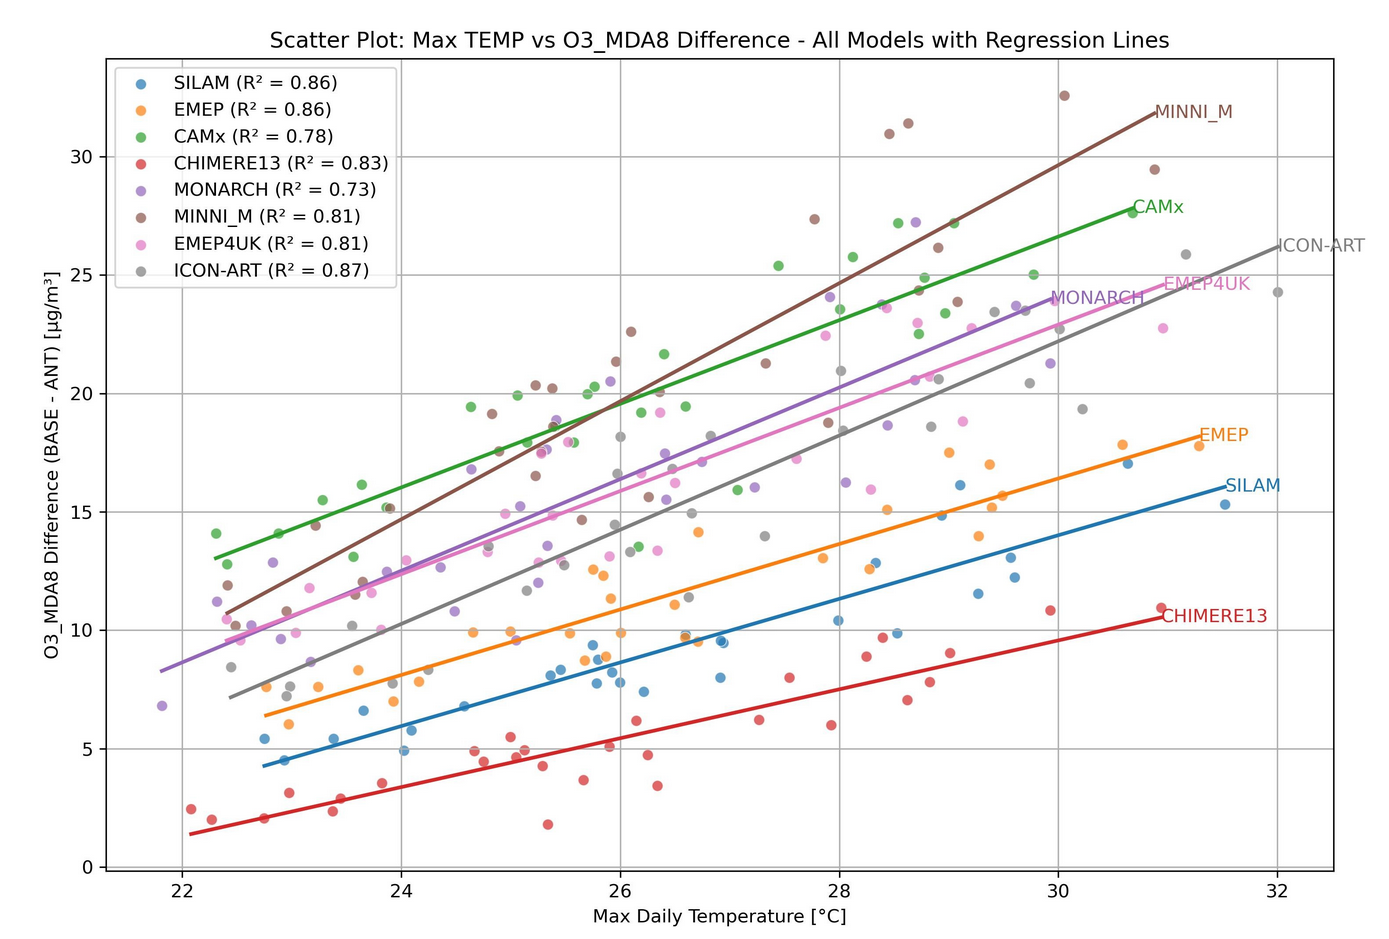 Scatter Plot: Max TEMP vs O3_MDA8 Difference - All Models with Regression Lines
SILAM (R² = 0.86)
EMEP (R² = 0.86)
CAMx (R² = 0.78)
CHIMERE13 (R² = 0.83)
MONARCH (R² = 0.73)
MINNI_M (R² = 0.81)
EMEP4UK (R² = 0.81)
ICON-ART (R² = 0.87)
MINNI_M
CAMx
ICON-ART
EMEP4UK
MONARCH
EMEP
SILAM
CHIMERE13
O3_MDA8 Difference (BASE - ANT) [μg/m³]
30
25
20
15
10
5
0
22 24 26 28 30 32
Max Daily Temperature [°C]